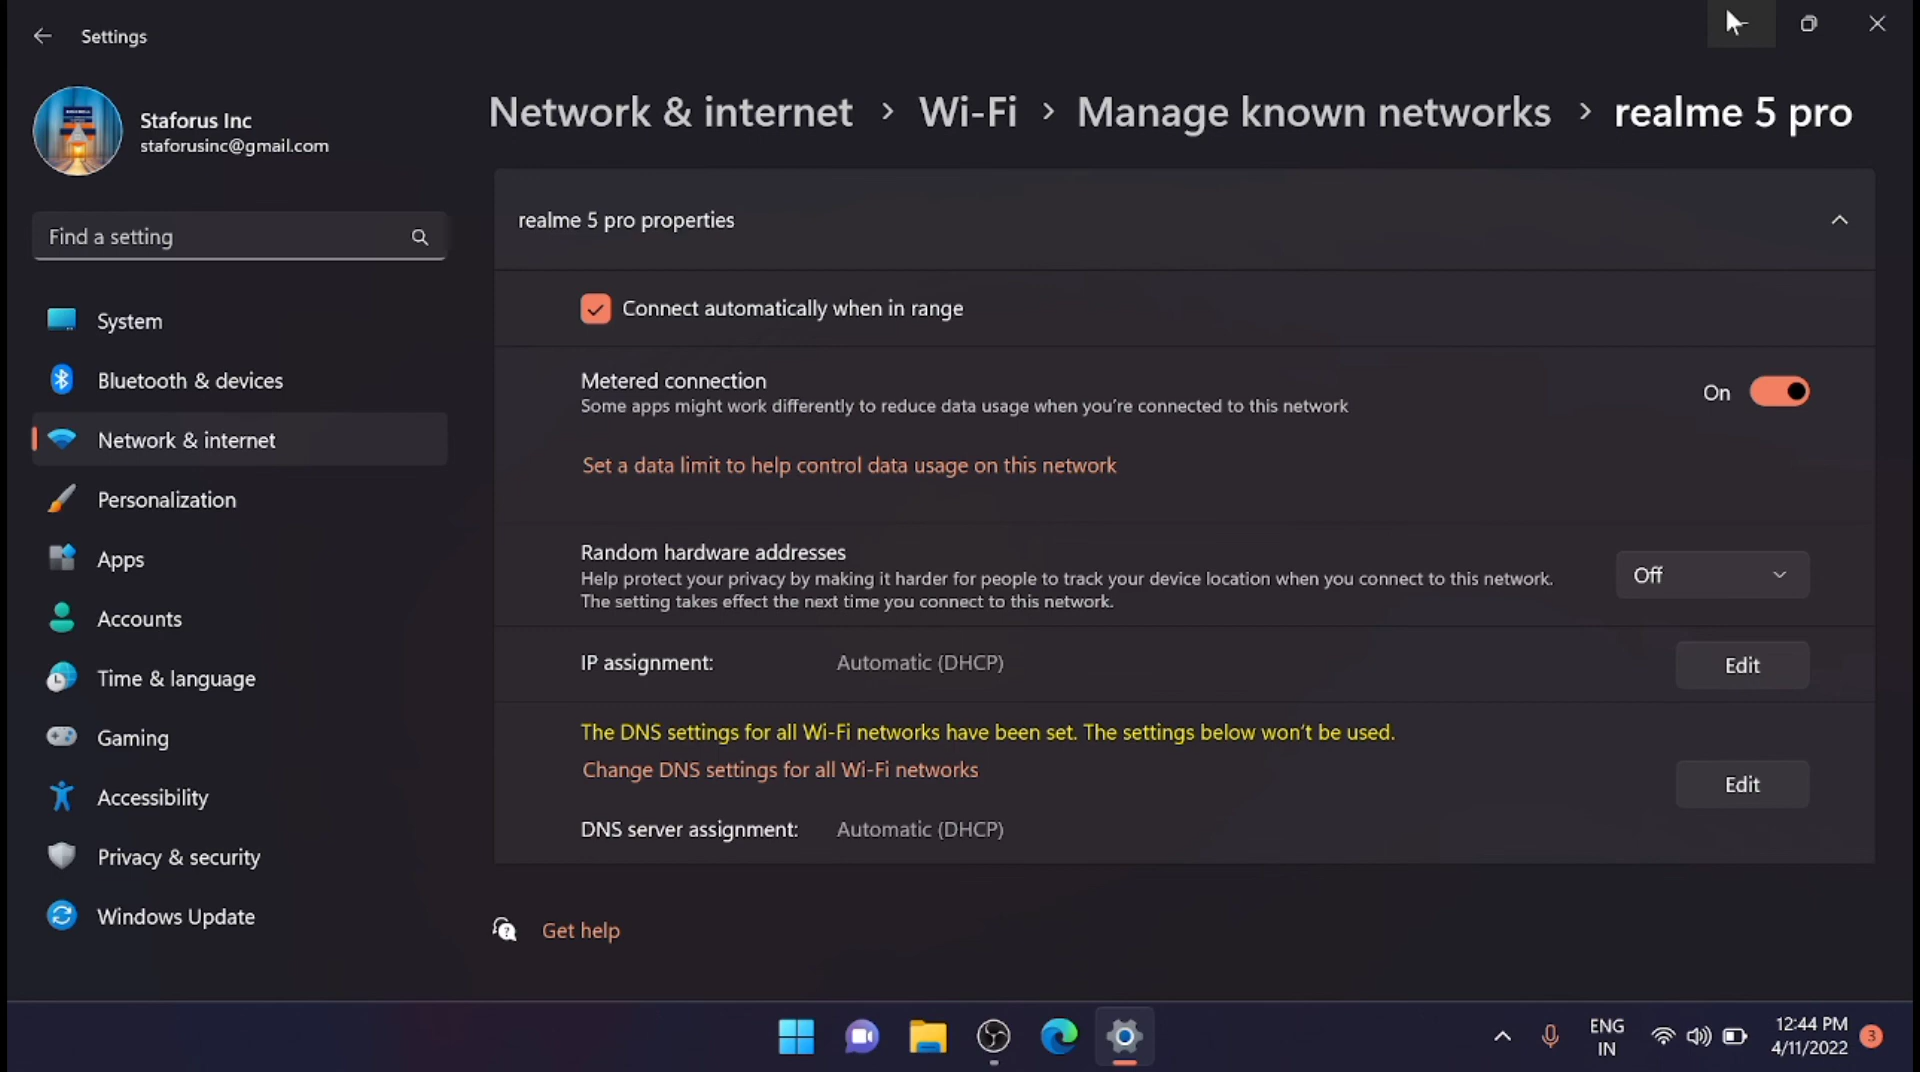 Settings
Staforus Inc
staforusinc@gmail.com
Find a setting
System
Bluetooth & devices
Network & internet
Personalization
Apps
Accounts
Time & language
Gaming
Accessibility
Privacy & security
Windows Update
Network & internet > Wi-Fi > Manage known networks > realme 5 pro
realme 5 pro properties
Connect automatically when in range
Metered connection
Some apps might work differently to reduce data usage when you're connected to this network
On
Set a data limit to help control data usage on this network
Random hardware addresses
Help protect your privacy by making it harder for people to track your device location when you connect to this network.
The setting takes effect the next time you connect to this network.
Off
IP assignment: Automatic (DHCP)
Edit
The DNS settings for all Wi-Fi networks have been set. The settings below won't be used.
Change DNS settings for all Wi-Fi networks
Edit
DNS server assignment: Automatic (DHCP)
Get help
ENG
IN
12:44 PM
4/11/2022
3